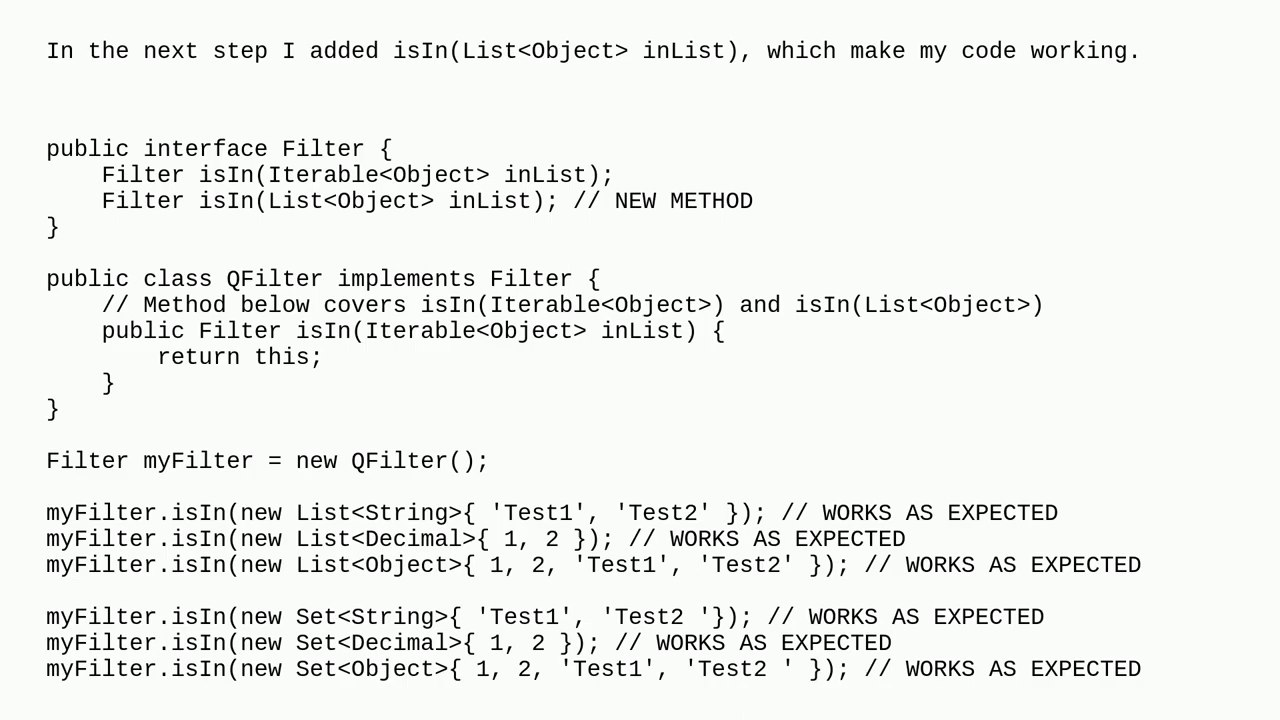 In the next step I added isIn(List<Object> inList), which make my code working.
public interface Filter {
    Filter isIn(Iterable<Object> inList);
    Filter isIn(List<Object> inList); // NEW METHOD
}
public class QFilter implements Filter {
    // Method below covers isIn(Iterable<Object>) and isIn(List<Object>)
    public Filter isIn(Iterable<Object> inList) {
        return this;
    }
}
Filter myFilter = new QFilter();
myFilter.isIn(new List<String>{ 'Test1', 'Test2' }); // WORKS AS EXPECTED
myFilter.isIn(new List<Decimal>{ 1, 2 }); // WORKS AS EXPECTED
myFilter.isIn(new List<Object>{ 1, 2, 'Test1', 'Test2' }); // WORKS AS EXPECTED
myFilter.isIn(new Set<String>{ 'Test1', 'Test2 '}); // WORKS AS EXPECTED
myFilter.isIn(new Set<Decimal>{ 1, 2 }); // WORKS AS EXPECTED
myFilter.isIn(new Set<Object>{ 1, 2, 'Test1', 'Test2 ' }); // WORKS AS EXPECTED